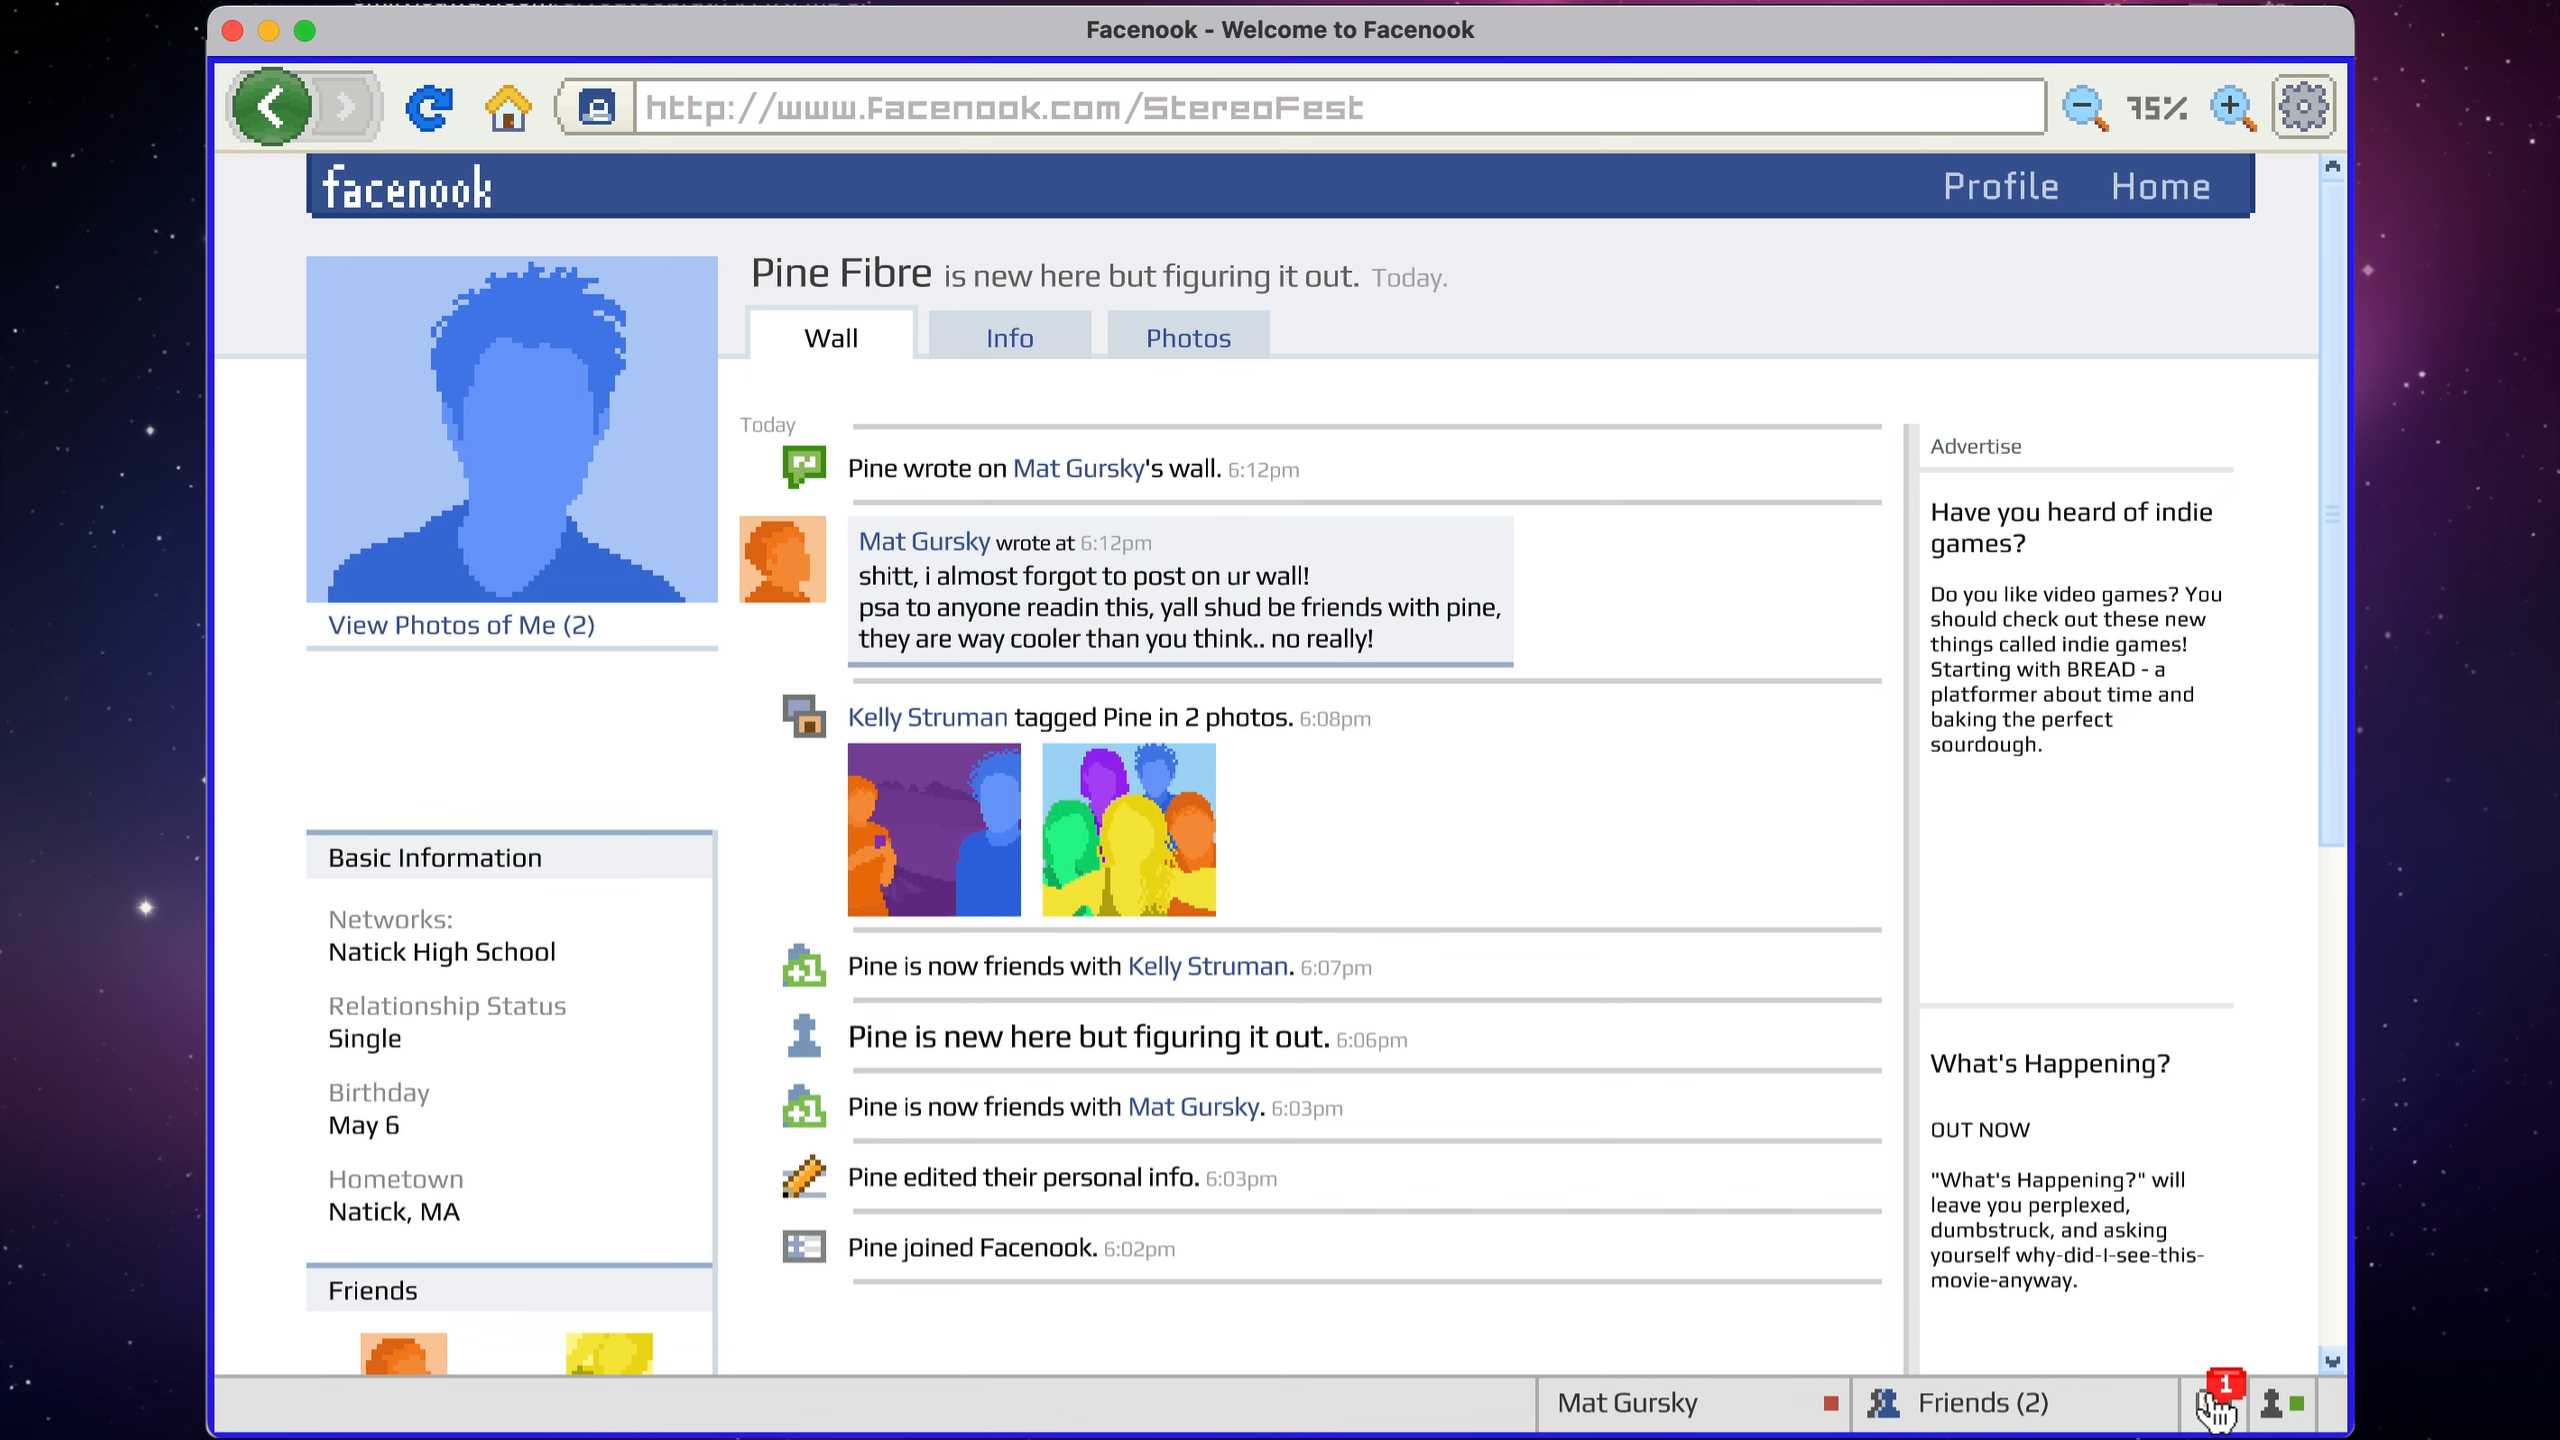 Facenook - Welcome to Facenook
http://www.facenook.com/StereoFest
75%
facenook
Profile Home
Pine Fibre is new here but figuring it out. Today.
Wall Info Photos
View Photos of Me (2)
Basic Information
Networks:
Natick High School
Relationship Status
Single
Birthday
May 6
Hometown
Natick, MA
Friends
Today
Pine wrote on Mat Gursky's wall. 6:12pm
Mat Gursky wrote at 6:12pm
shitt, i almost forgot to post on ur wall!
psa to anyone readin this, yall shud be friends with pine,
they are way cooler than you think.. no really!
Kelly Struman tagged Pine in 2 photos. 6:08pm
Pine is now friends with Kelly Struman. 6:07pm
Pine is new here but figuring it out. 6:06pm
Pine is now friends with Mat Gursky. 6:03pm
Pine edited their personal info. 6:03pm
Pine joined Facenook. 6:02pm
Advertise
Have you heard of indie
games?
Do you like video games? You
should check out these new
things called indie games!
Starting with BREAD - a
platformer about time and
baking the perfect
sourdough.
What's Happening?
OUT NOW
"What's Happening?" will
leave you perplexed,
dumbstruck, and asking
yourself why-did-I-see-this-
movie-anyway.
Mat Gursky
Friends (2)
1